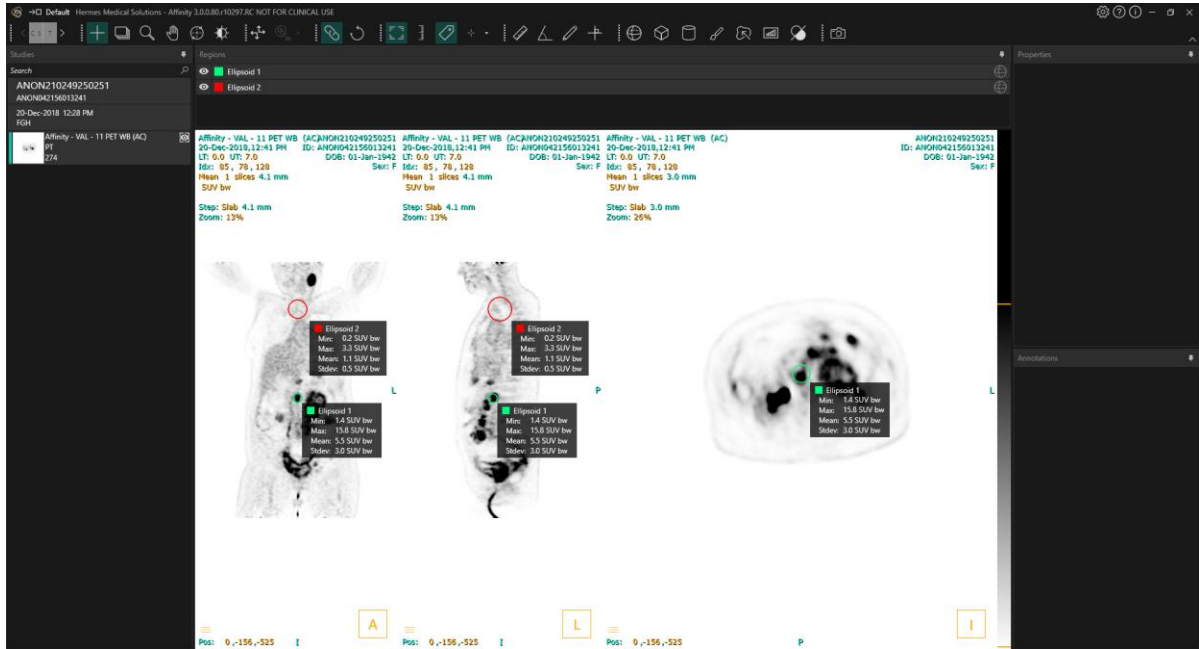 Default Hermes Medical Solutions - Affinity 3.0.0.80.r10297.RC NOT FOR CLINICAL USE
C S T
Studies
Search
ANON210249250251
ANON042156013241
20-Dec-2018 12:28 PM
FGH
Affinity - VAL - 11 PET WB (AC)
PT
274
Regions
Ellipsoid 1
Ellipsoid 2
Affinity - VAL - 11 PET WB (AC)
ANON210249250251
20-Dec-2018,12:41 PM
ID: ANON042156013241
LT: 0.0 UT: 7.0
DOB: 01-Jan-1942
Idx: 85, 78, 128
Sex: F
Mean 1 slices 4.1 mm
SUV bw
Step: Slab 4.1 mm
Zoom: 13%
Ellipsoid 2
Min: 0.2 SUV bw
Max: 3.3 SUV bw
Mean: 1.1 SUV bw
Stdev: 0.5 SUV bw
L
Ellipsoid 1
Min: 1.4 SUV bw
Max: 15.8 SUV bw
Mean: 5.5 SUV bw
Stdev: 3.0 SUV bw
A
Pos: 0,-156,-525 I
Affinity - VAL - 11 PET WB (AC)
ANON210249250251
20-Dec-2018,12:41 PM
ID: ANON042156013241
LT: 0.0 UT: 7.0
DOB: 01-Jan-1942
Idx: 85, 78, 128
Sex: F
Mean 1 slices 4.1 mm
SUV bw
Step: Slab 4.1 mm
Zoom: 13%
Ellipsoid 2
Min: 0.2 SUV bw
Max: 3.3 SUV bw
Mean: 1.1 SUV bw
Stdev: 0.5 SUV bw
P
Ellipsoid 1
Min: 1.4 SUV bw
Max: 15.8 SUV bw
Mean: 5.5 SUV bw
Stdev: 3.0 SUV bw
L
Pos: 0,-156,-525 I
Affinity - VAL - 11 PET WB (AC)
ANON210249250251
20-Dec-2018,12:41 PM
ID: ANON042156013241
LT: 0.0 UT: 7.0
DOB: 01-Jan-1942
Idx: 85, 78, 128
Sex: F
Mean 1 slices 3.0 mm
SUV bw
Step: Slab 3.0 mm
Zoom: 26%
L
Ellipsoid 1
Min: 1.4 SUV bw
Max: 15.8 SUV bw
Mean: 5.5 SUV bw
Stdev: 3.0 SUV bw
I
Pos: 0,-156,-525 P
Properties
Annotations